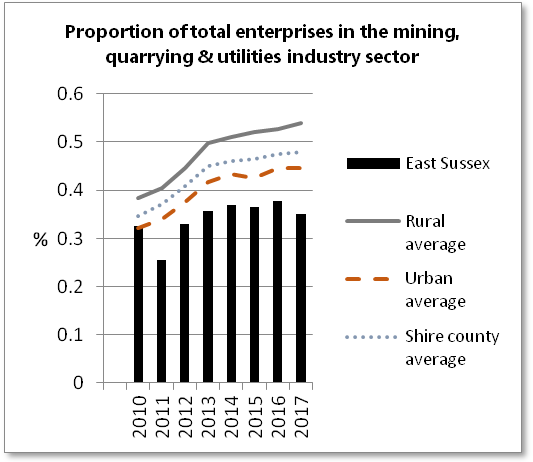 Proportion of total enterprises in the mining,
quarrying & utilities industry sector
0.6
0.5
0.4
0.3
0.2
0.1
0
%
2010
2011
2012
2013
2014
2015
2016
2017
East Sussex
Rural
average
Urban
average
Shire county
average